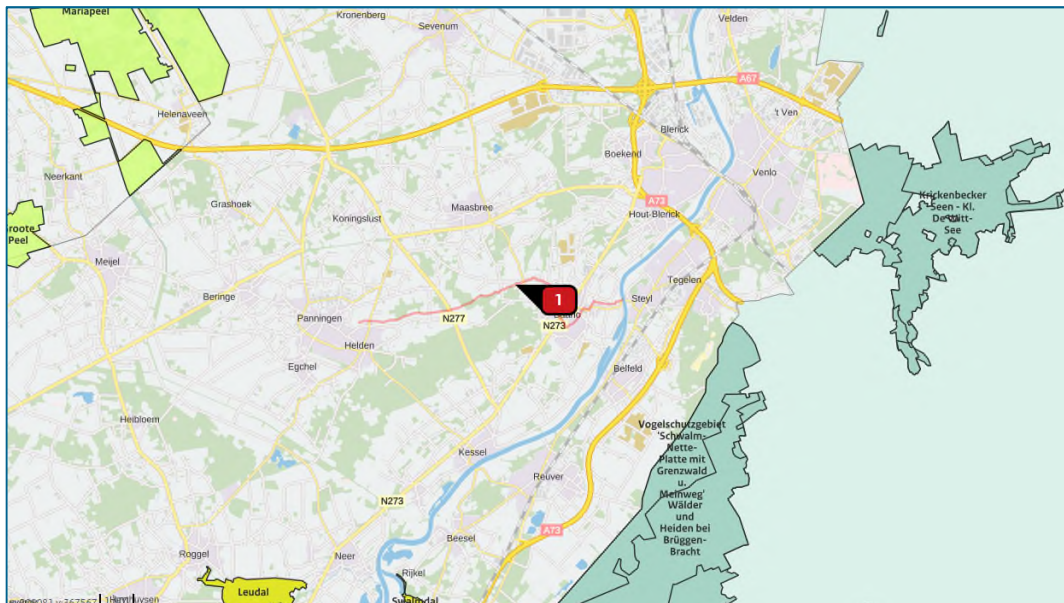 Mariapeel
Kronenberg
Sevenum
Velden
A67
Helenaveen
't Ven
Blerick
Boekend
Neerkant
Venlo
Grashoek
Maasbree
A73
Krickenbecker
Seen - Kl.
De Witt-
See
Koningslust
Hout-Blerick
Groote
Peel
Meijel
Tegelen
Beringe
Steyl
1
Panningen
N277
N273
Helden
Egchel
Belfeld
Heibloem
Vogelschutzgebiet
'Schwalm-
Nette-
Platte mit
Grenzwald
u.
Meinweg'
Wälder
und
Heiden bei
Brüggen-
Bracht
Kessel
Reuver
N273
A73
Beesel
Roggel
Neer
Rijkel
Leudal
Swalmdal